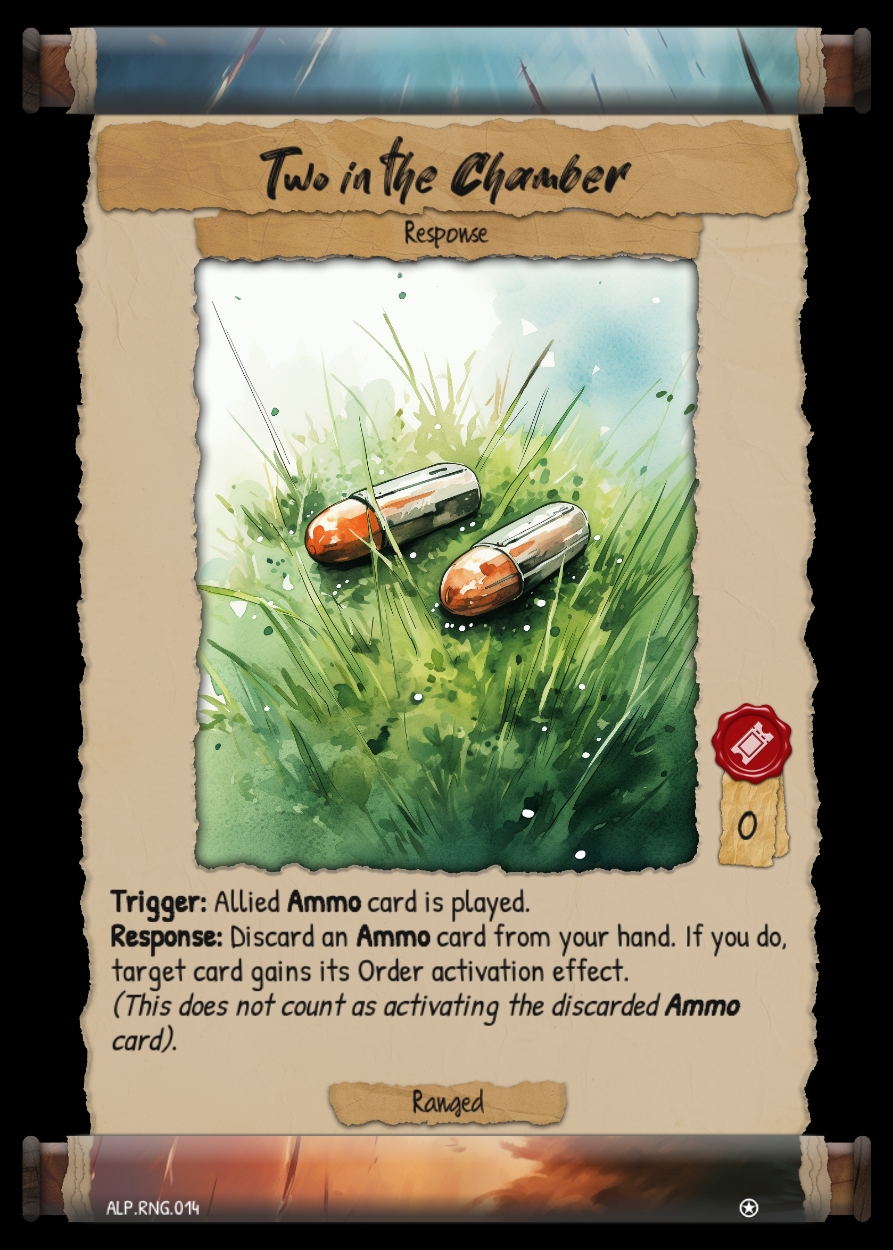 Two in the Chamber
Response
0
Trigger: Allied Ammo card is played.
Response: Discard an Ammo card from your hand. If you do,
target card gains its Order activation effect.
(This does not count as activating the discarded Ammo
card).
Ranged
ALP.RNG.014